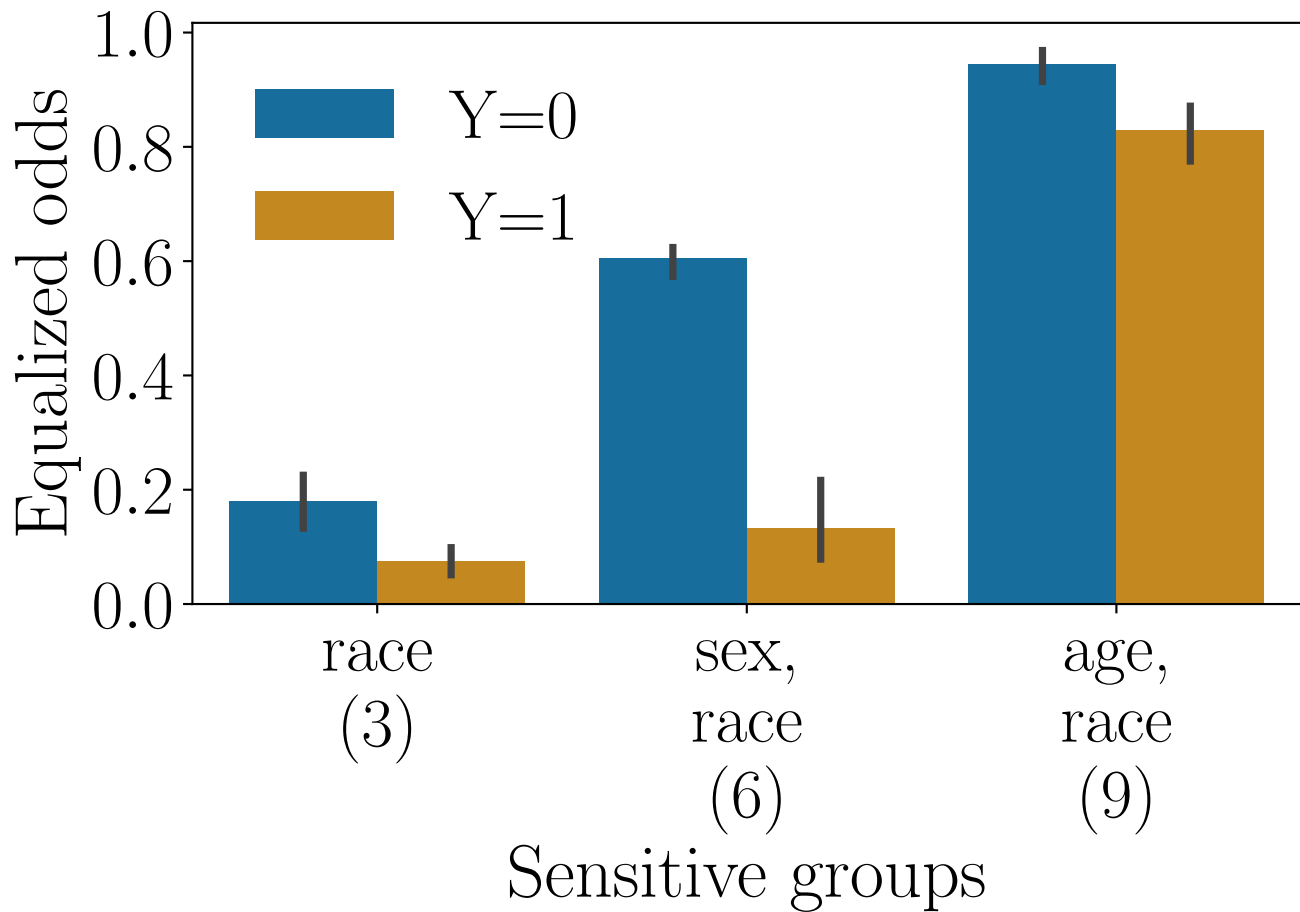 Equalized odds
1.0
0.8
0.6
0.4
0.2
0.0
Y=0
Y=1
race
(3)
sex,
race
(6)
age,
race
(9)
Sensitive groups